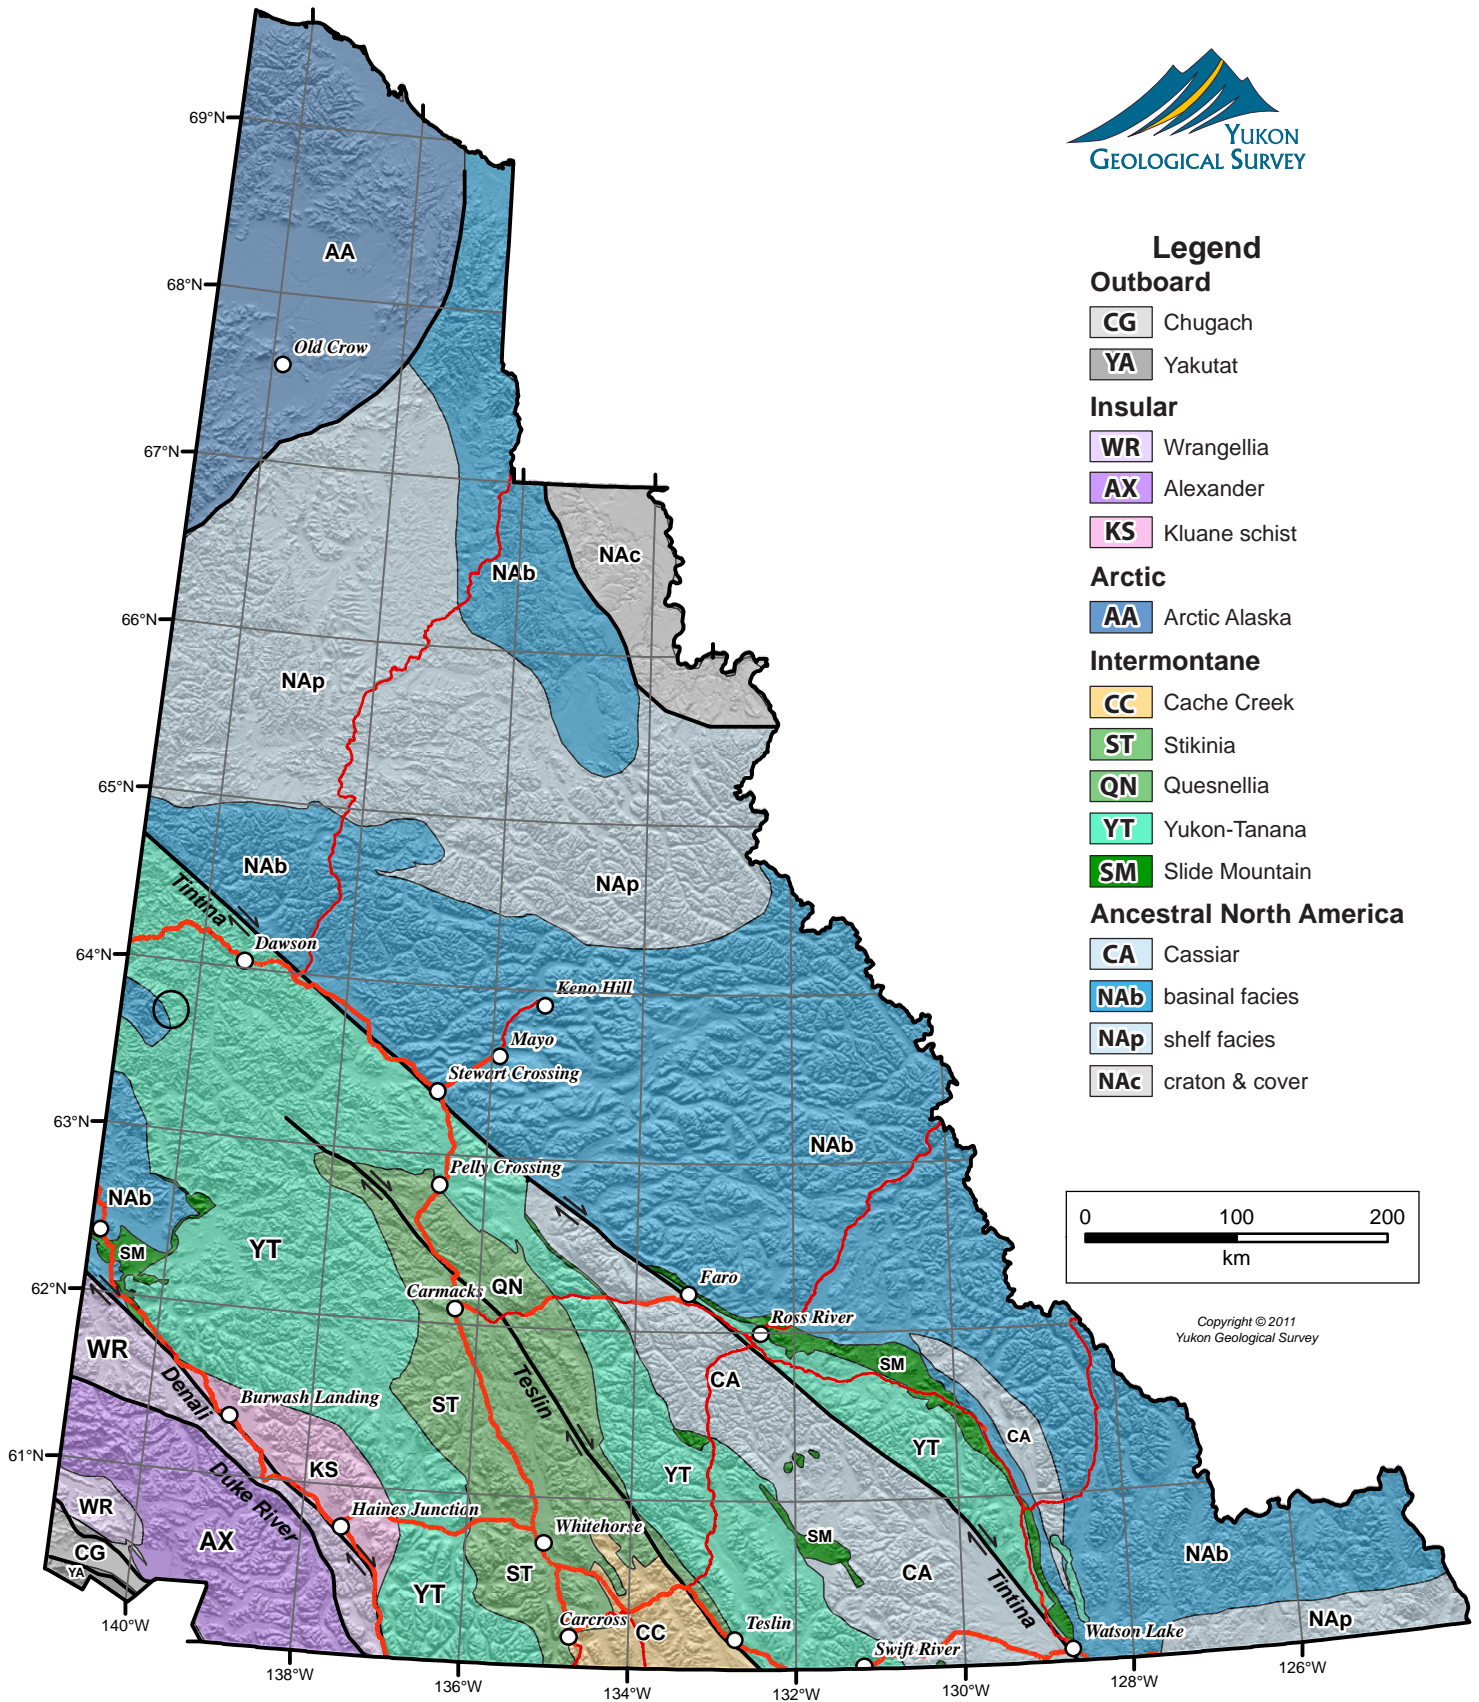 YUKON
GEOLOGICAL SURVEY
Legend
Outboard
CG Chugach
YA Yakutat
Insular
WR Wrangellia
AX Alexander
KS Kluane schist
Arctic
AA Arctic Alaska
Intermontane
CC Cache Creek
ST Stikinia
QN Quesnellia
YT Yukon-Tanana
SM Slide Mountain
Ancestral North America
CA Cassiar
NAb basinal facies
NAp shelf facies
NAc craton & cover
0 100 200
km
Copyright © 2011
Yukon Geological Survey
69°N
AA
68°N
Old Crow
67°N
NAc
NAb
66°N
NAp
65°N
NAb
NAp
Tintina
Dawson
64°N
Keno Hill
Mayo
Stewart Crossing
63°N
NAb
Pelly Crossing
NAb
YT
SM
62°N
Faro
QN
Carmacks
Ross River
WR
SM
CA
Denali
Burwash Landing
Teslin
ST
CA
YT
61°N
KS
YT
Duke River
WR
Haines Junction
Whitehorse
SM
AX
CG
NAb
YA
ST
CA
YT
Tintina
Carcross
Teslin
NAp
CC
Watson Lake
Swift River
140°W
138°W
136°W
134°W
132°W
130°W
128°W
126°W